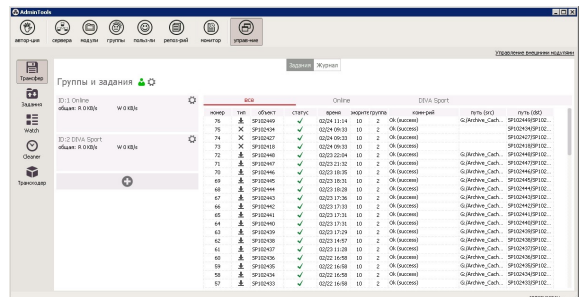 AdminTools
автор-ция сервера модули группы польз-ли репоз-рий монитор управ-ние
Управление внешними модулями
Трансфер
Задания
Watch
Cleaner
Транскодер
Задания Журнал
Группы и задания
ID:1 Online
общая: R 0 KB/s W 0 KB/s
ID:2 DIVA Sport
общая: R 0 KB/s W 0 KB/s
все Online DIVA Sport
номер тип объект статус время группа комм-рий путь (src) путь (dst)
76 SP102449 02/24 11:14 10 2 Ok (success) G:(Archive_Cach... SP102449/SP102...
75 SP102434 02/24 09:33 10 2 Ok (success) SP102434/SP102...
74 SP102427 02/24 09:33 10 2 Ok (success) SP102427/SP102...
73 SP102418 02/24 09:33 10 2 Ok (success) SP102418/SP102...
72 SP102448 02/23 22:04 10 2 Ok (success) G:(Archive_Cach... SP102448/SP102...
71 SP102447 02/23 21:32 10 2 Ok (success) G:(Archive_Cach... SP102447/SP102...
70 SP102446 02/23 18:35 10 2 Ok (success) G:(Archive_Cach... SP102446/SP102...
69 SP102445 02/23 18:31 10 2 Ok (success) G:(Archive_Cach... SP102445/SP102...
68 SP102444 02/23 18:28 10 2 Ok (success) G:(Archive_Cach... SP102444/SP102...
67 SP102443 02/23 17:36 10 2 Ok (success) G:(Archive_Cach... SP102443/SP102...
66 SP102442 02/23 17:33 10 2 Ok (success) G:(Archive_Cach... SP102442/SP102...
65 SP102441 02/23 17:31 10 2 Ok (success) G:(Archive_Cach... SP102441/SP102...
64 SP102440 02/23 17:31 10 2 Ok (success) G:(Archive_Cach... SP102440/SP102...
63 SP102439 02/23 17:29 10 2 Ok (success) G:(Archive_Cach... SP102439/SP102...
62 SP102438 02/23 14:57 10 2 Ok (success) G:(Archive_Cach... SP102438/SP102...
61 SP102437 02/23 11:28 10 2 Ok (success) G:(Archive_Cach... SP102437/SP102...
60 SP102436 02/22 16:58 10 2 Ok (success) G:(Archive_Cach... SP102436/SP102...
59 SP102435 02/22 16:58 10 2 Ok (success) G:(Archive_Cach... SP102435/SP102...
58 SP102434 02/22 16:58 10 2 Ok (success) G:(Archive_Cach... SP102434/SP102...
57 SP102433 02/22 16:58 10 2 Ok (success) G:(Archive_Cach... SP102433/SP102...